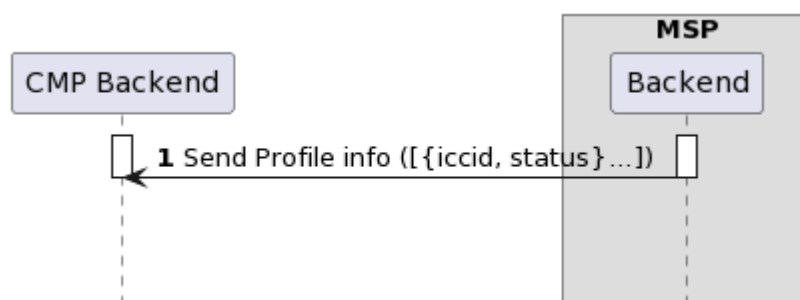 MSP
CMP Backend
Backend
1 Send Profile info ([{iccid, status}...])